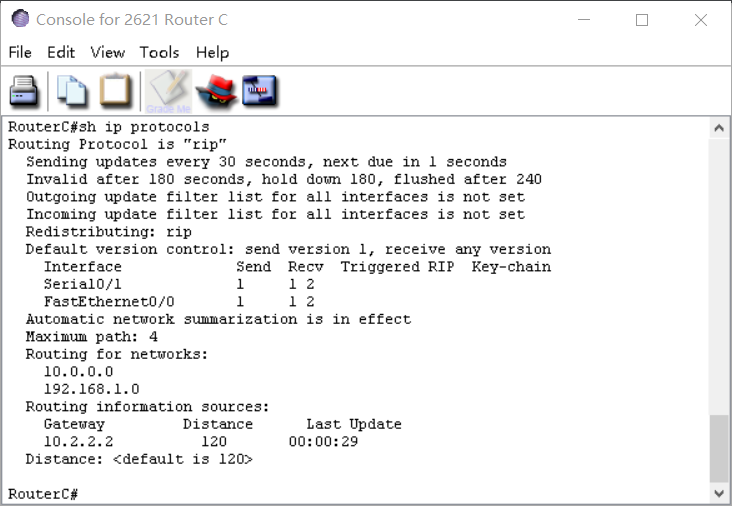 Console for 2621 Router C
File Edit View Tools Help
Grade Me
RouterC#sh ip protocols
Routing Protocol is "rip"
Sending updates every 30 seconds, next due in 1 seconds
Invalid after 180 seconds, hold down 180, flushed after 240
Outgoing update filter list for all interfaces is not set
Incoming update filter list for all interfaces is not set
Redistributing: rip
Default version control: send version 1, receive any version
Interface Send Recv Triggered RIP Key-chain
Serial0/1 1 1 2
FastEthernet0/0 1 1 2
Automatic network summarization is in effect
Maximum path: 4
Routing for networks:
10.0.0.0
192.168.1.0
Routing information sources:
Gateway Distance Last Update
10.2.2.2 120 00:00:29
Distance: <default is 120>
RouterC#